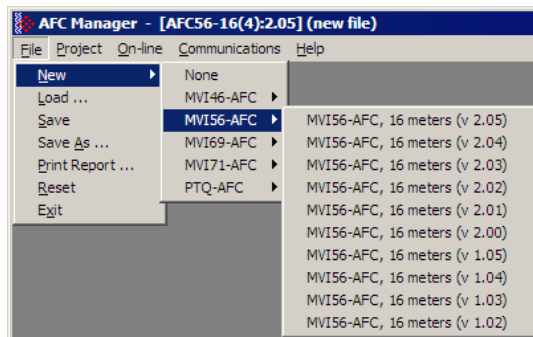 AFC Manager - [AFC56-16(4):2.05] (new file)
File Project On-line Communications Help
New
Load ...
Save
Save As ...
Print Report ...
Reset
Exit
None
MVI46-AFC
MVI56-AFC
MVI69-AFC
MVI71-AFC
PTQ-AFC
MVI56-AFC, 16 meters (v 2.05)
MVI56-AFC, 16 meters (v 2.04)
MVI56-AFC, 16 meters (v 2.03)
MVI56-AFC, 16 meters (v 2.02)
MVI56-AFC, 16 meters (v 2.01)
MVI56-AFC, 16 meters (v 2.00)
MVI56-AFC, 16 meters (v 1.05)
MVI56-AFC, 16 meters (v 1.04)
MVI56-AFC, 16 meters (v 1.03)
MVI56-AFC, 16 meters (v 1.02)